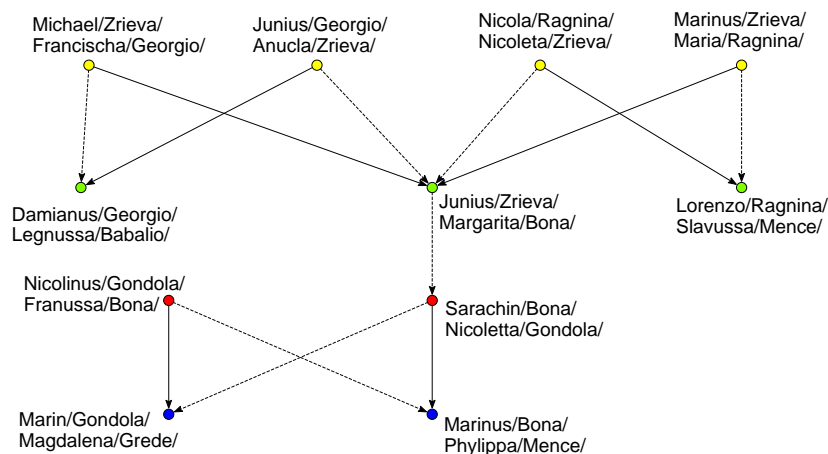 Michael/Zrieva/
Francischa/Georgio/
Junius/Georgio/
Anucla/Zrieva/
Nicola/Ragnina/
Nicoleta/Zrieva/
Marinus/Zrieva/
Maria/Ragnina/
Damianus/Georgio/
Legnussa/Babalio/
Junius/Zrieva/
Margarita/Bona/
Lorenzo/Ragnina/
Slavussa/Mence/
Nicolinus/Gondola/
Franussa/Bona/
Sarachin/Bona/
Nicoletta/Gondola/
Marin/Gondola/
Magdalena/Grede/
Marinus/Bona/
Phylippa/Mence/